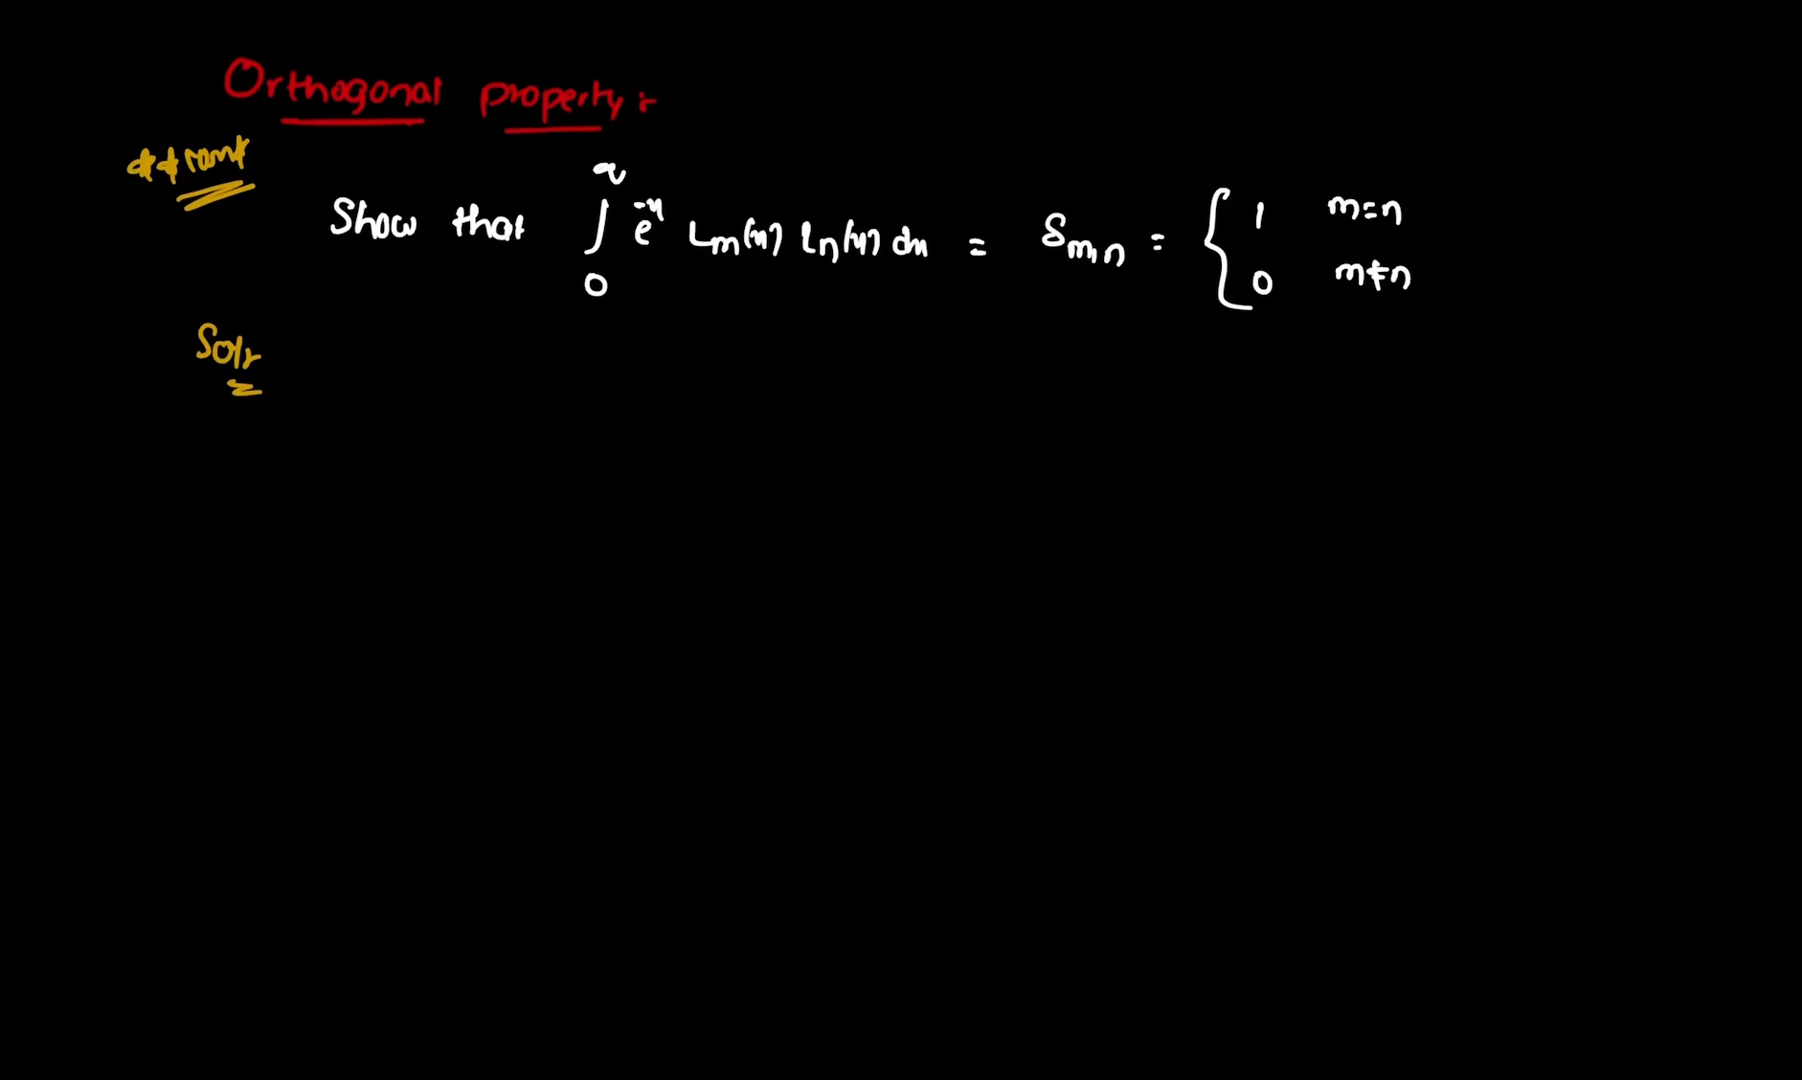 Orthogonal property :-
Show that ∫₀^∞ e^{-x} Lm(x) Ln(x) dx = δmn = { 1 m=n
0 m≠n
Soln